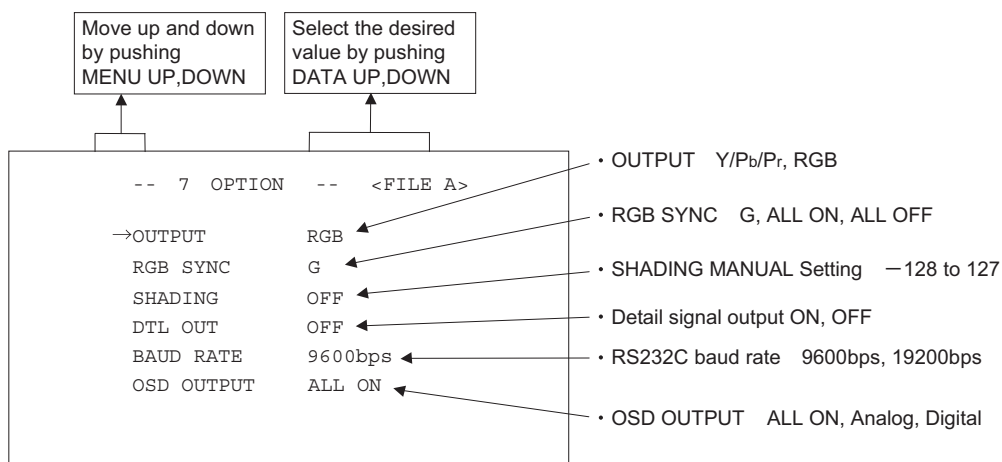 Move up and down
by pushing
MENU UP,DOWN
Select the desired
value by pushing
DATA UP,DOWN
-- 7 OPTION -- <FILE A>
→OUTPUT RGB
RGB SYNC G
SHADING OFF
DTL OUT OFF
BAUD RATE 9600bps
OSD OUTPUT ALL ON
・OUTPUT Y/Pb/Pr, RGB
・RGB SYNC G, ALL ON, ALL OFF
・SHADING MANUAL Setting −128 to 127
・Detail signal output ON, OFF
・RS232C baud rate 9600bps, 19200bps
・OSD OUTPUT ALL ON, Analog, Digital